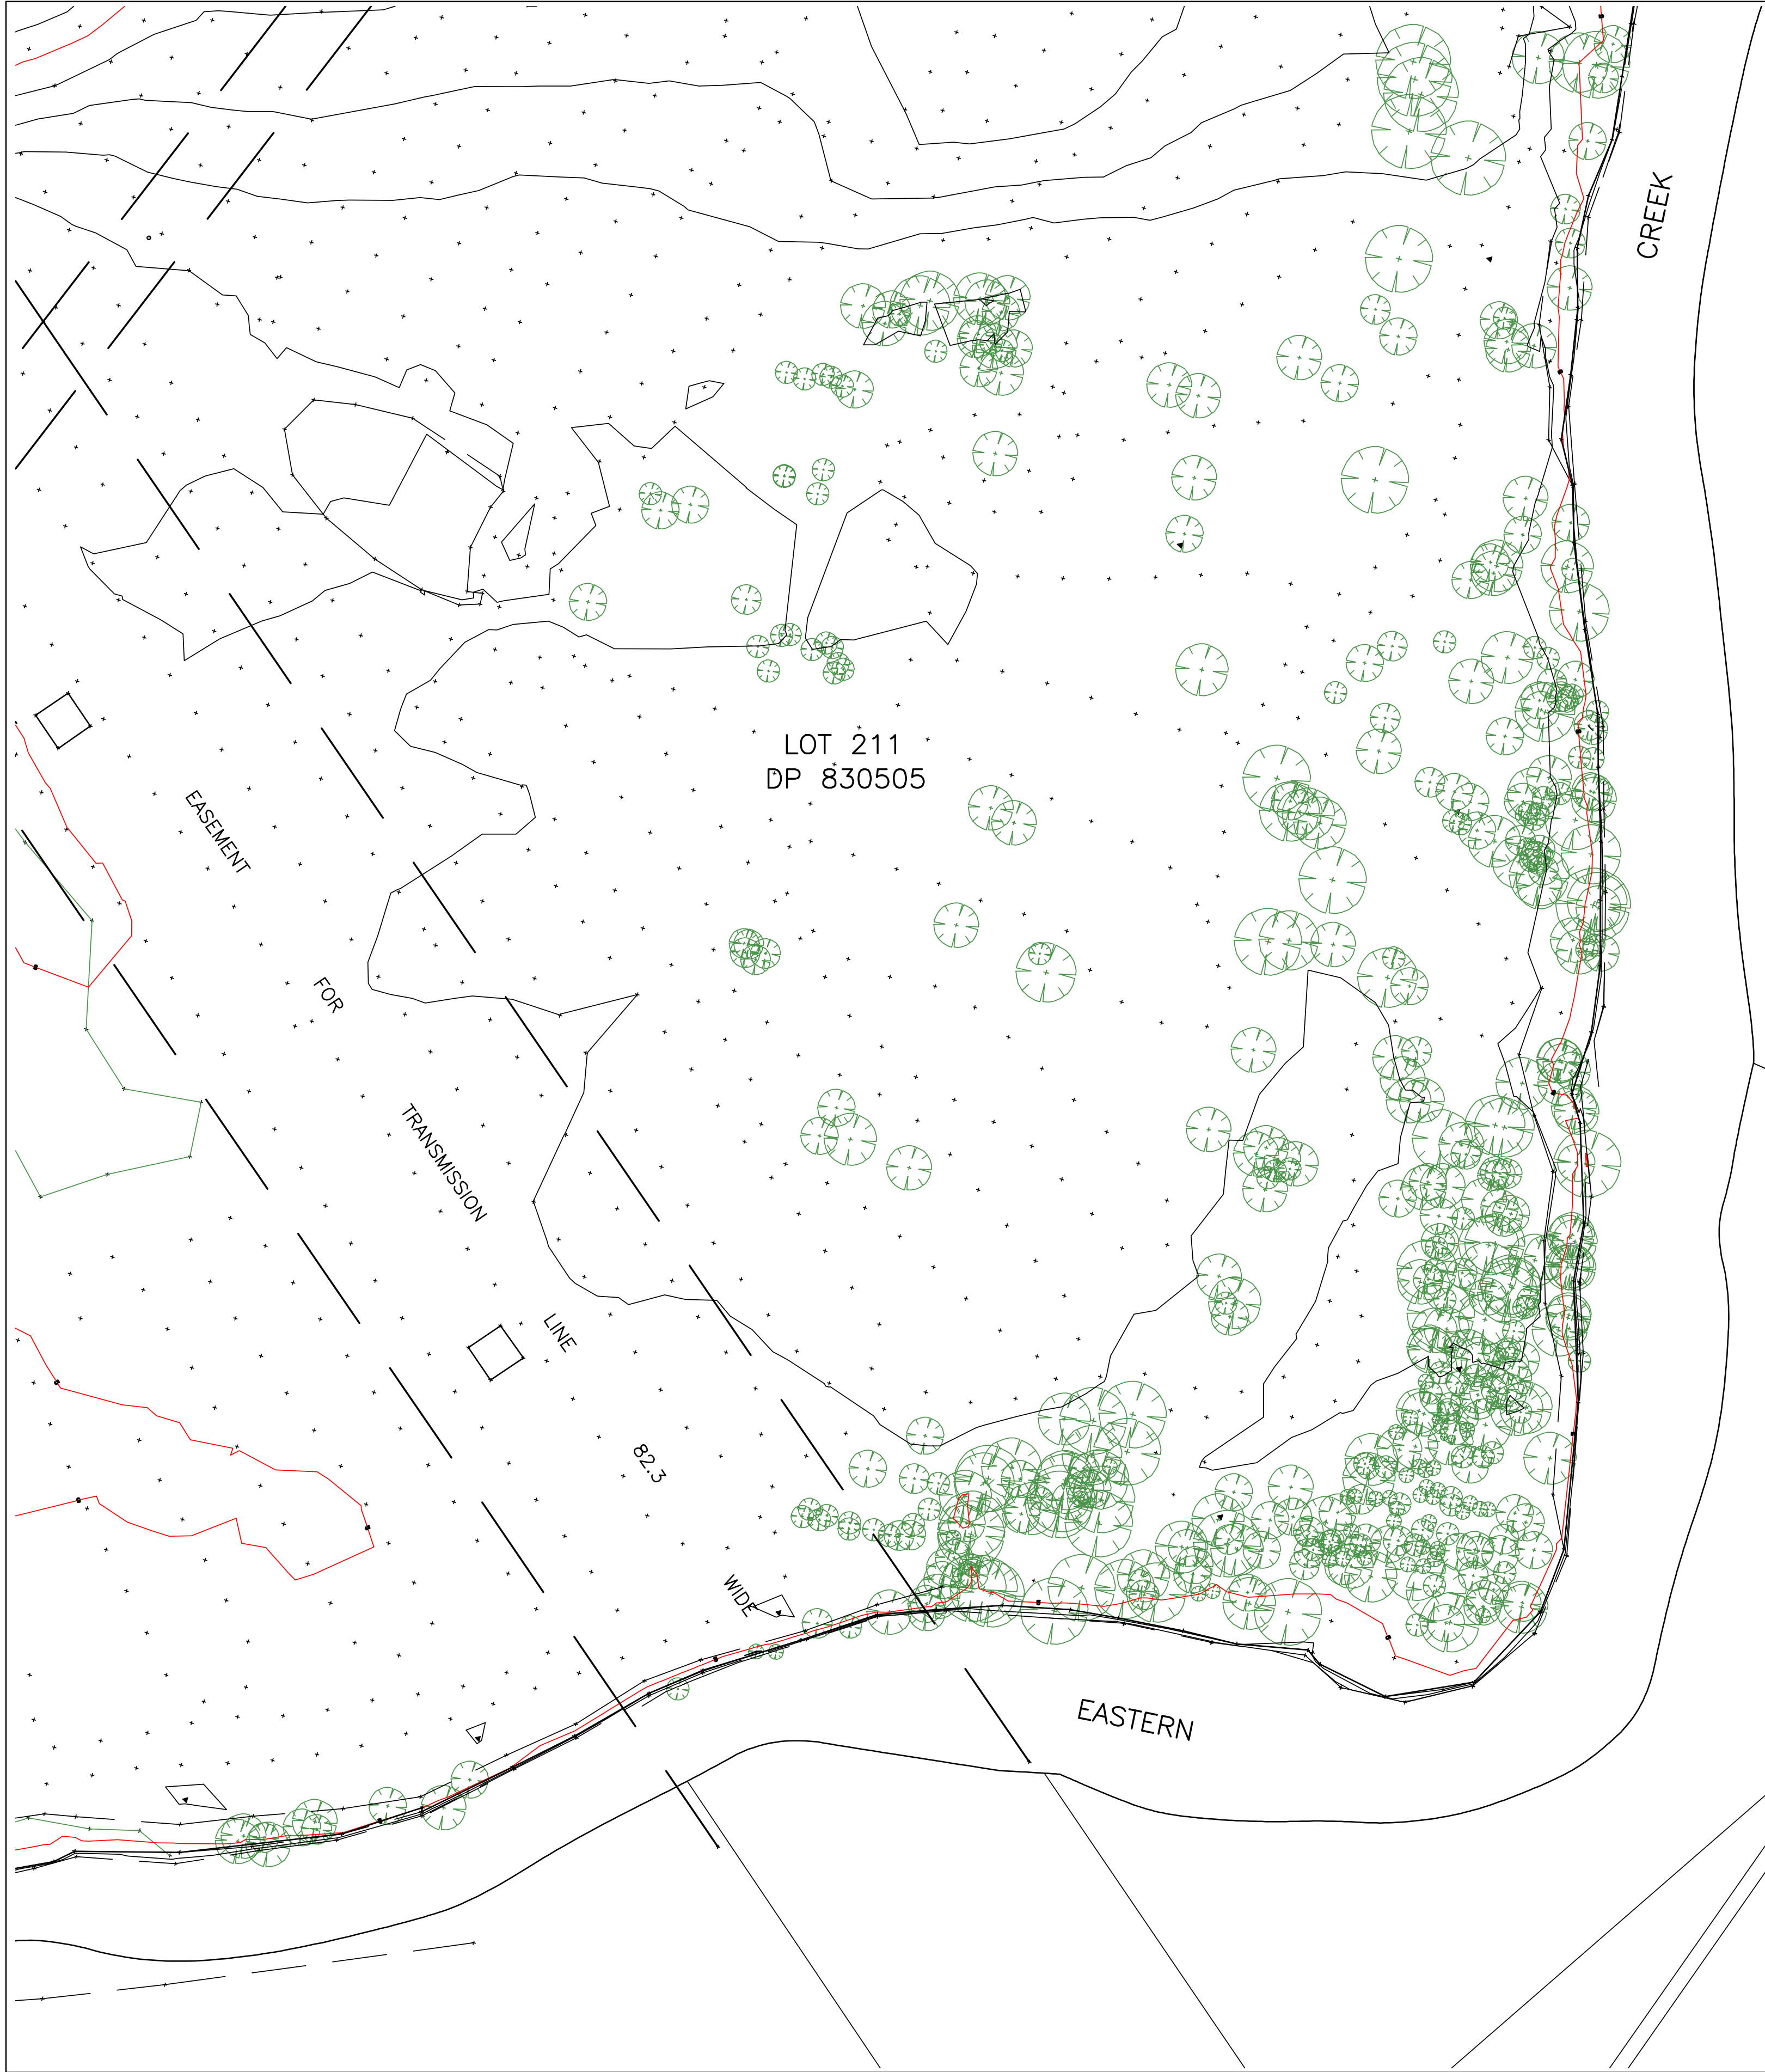 CREEK
LOT 211
DP 830505
EASEMENT
FOR
TRANSMISSION
LINE
82.3
WIDE
EASTERN